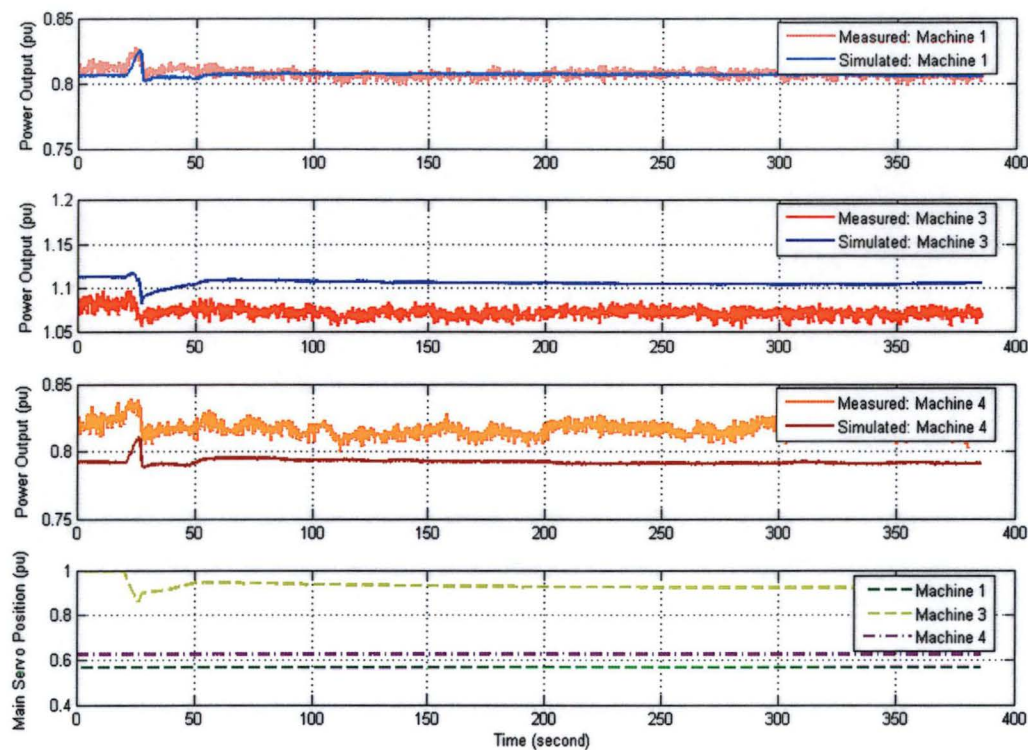 0.85
0.8
0.75
Power Output (pu)
Measured: Machine 1
Simulated: Machine 1
0 50 100 150 200 250 300 350 400
1.2
1.15
1.1
1.05
Power Output (pu)
Measured: Machine 3
Simulated: Machine 3
0 50 100 150 200 250 300 350 400
0.85
0.8
0.75
Power Output (pu)
Measured: Machine 4
Simulated: Machine 4
0 50 100 150 200 250 300 350 400
1
0.8
0.6
0.4
Main Servo Position (pu)
Machine 1
Machine 3
Machine 4
0 50 100 150 200 250 300 350 400
Time (second)